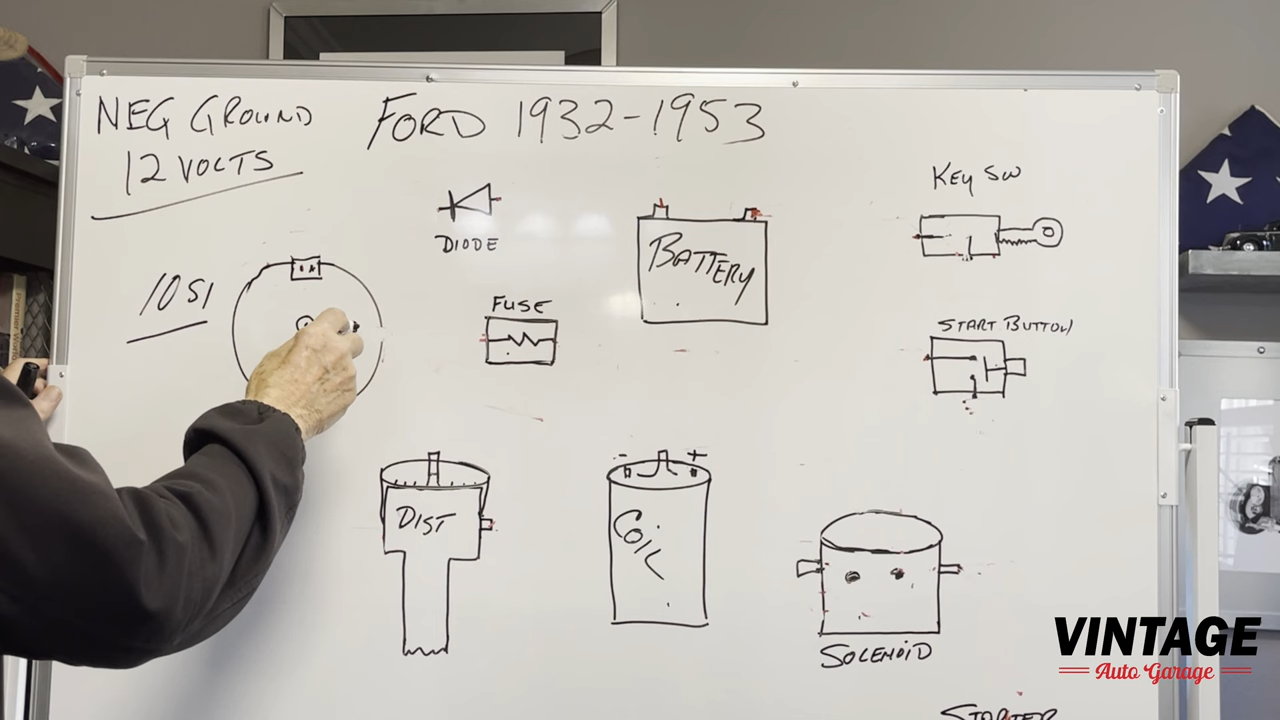 NEG GROUND
12 VOLTS
FORD 1932-1953
KEY SW
DIODE
BATTERY
10 SI
FUSE
START BUTTON
- +
DIST
COIL
SOLENOID
STARTER
VINTAGE
Auto Garage